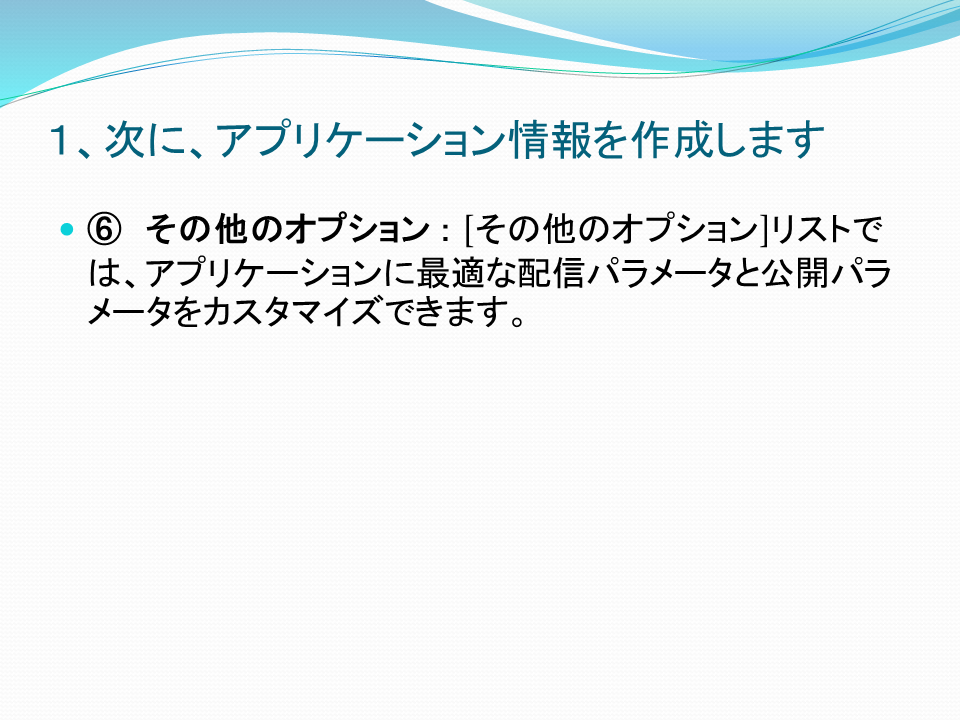 １、次に、アプリケーション情報を作成します
• ⑥　その他のオプション：[その他のオプション]リストで
は、アプリケーションに最適な配信パラメータと公開パラ
メータをカスタマイズできます。